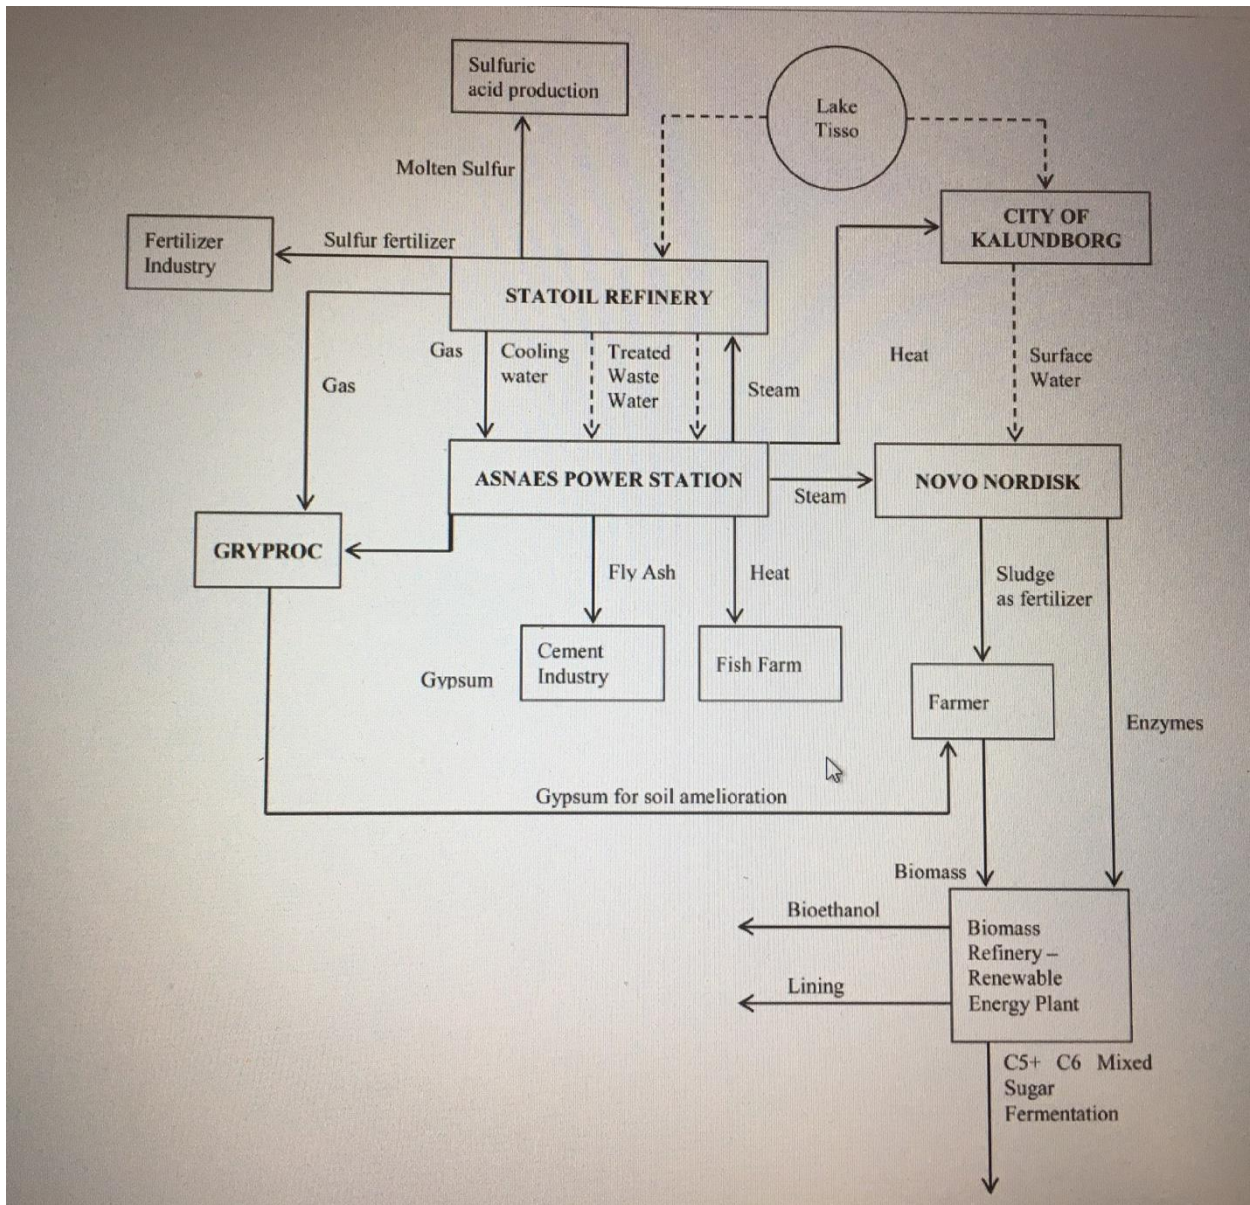 Sulfuric
acid production
Lake
Tisso
Molten Sulfur
CITY OF
KALUNDBORG
Fertilizer
Industry
Sulfur fertilizer
STATOIL REFINERY
Gas
Gas
Cooling
water
Treated
Waste
Water
Steam
Heat
Surface
Water
ASNAES POWER STATION
Steam
NOVO NORDISK
GRYPROC
Fly Ash
Heat
Sludge
as fertilizer
Gypsum
Cement
Industry
Fish Farm
Farmer
Enzymes
Gypsum for soil amelioration
Biomass
Bioethanol
Lining
Biomass
Refinery –
Renewable
Energy Plant
C5+ C6 Mixed
Sugar
Fermentation